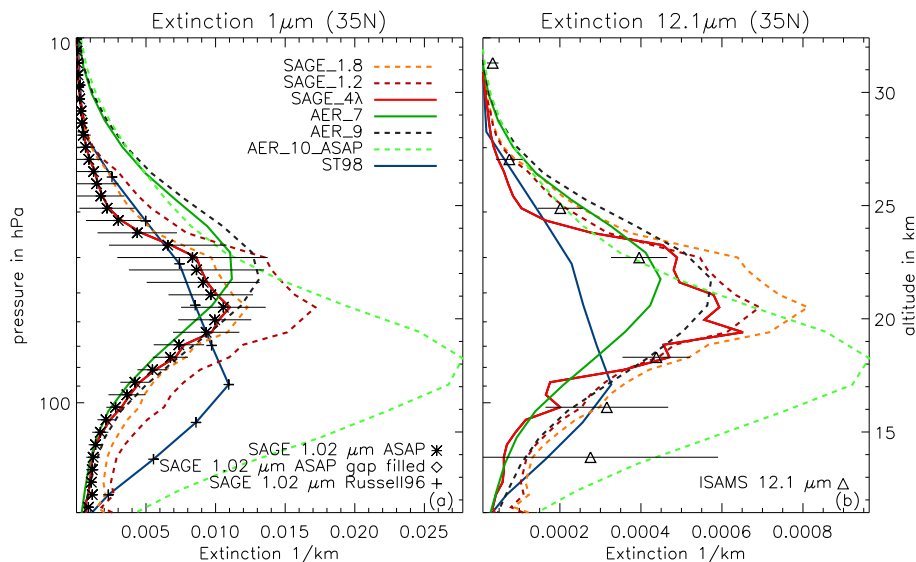 Extinction 1μm (35N)
Extinction 12.1μm (35N)
10
100
pressure in hPa
SAGE_1.8
SAGE_1.2
SAGE_4λ
AER_7
AER_9
AER_10_ASAP
ST98
SAGE 1.02 μm ASAP
SAGE 1.02 μm ASAP gap filled
SAGE 1.02 μm Russell96
(a)
0.005 0.010 0.015 0.020 0.025
Extinction 1/km
30
25
20
15
altitude in km
ISAMS 12.1 μm
(b)
0.0002 0.0004 0.0006 0.0008
Extinction 1/km